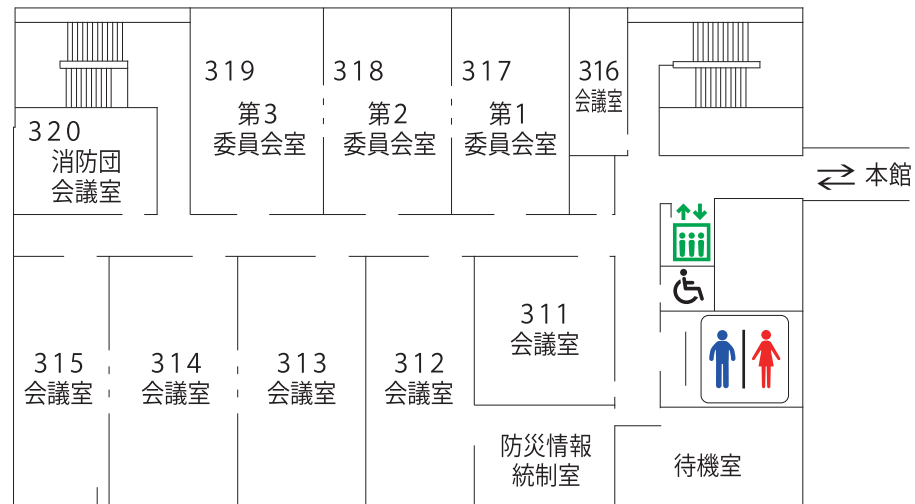 319
第3
委員会室
318
第2
委員会室
317
第1
委員会室
316
会議室
320
消防団
会議室
本館
315
会議室
314
会議室
313
会議室
312
会議室
311
会議室
防災情報
統制室
待機室